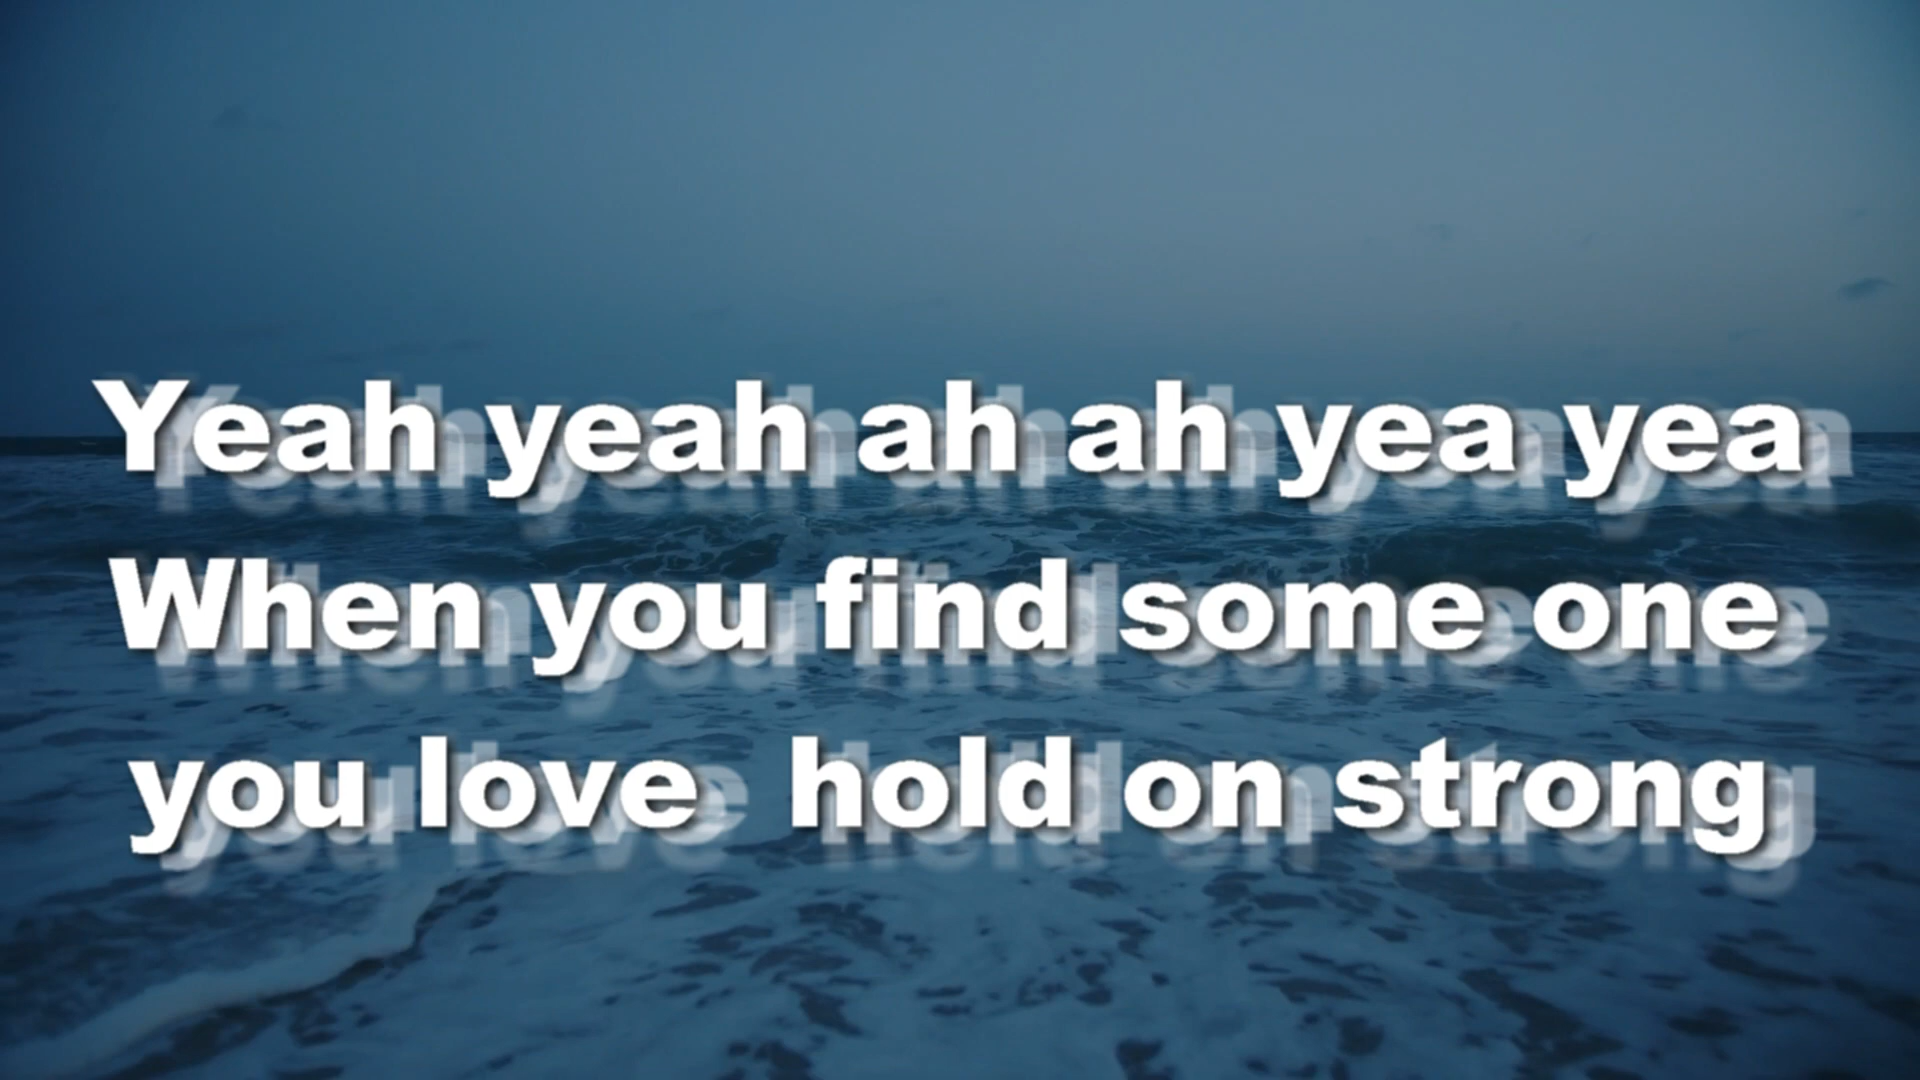 Yeah yeah ah ah yea yea
When you find some one
you love  hold on strong